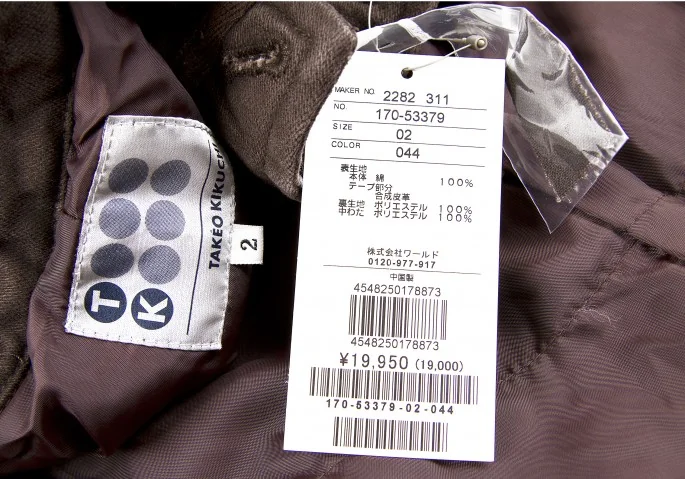 TAKEO KIKUCHI
T
K
2
MAKER NO. 2282 311
NO. 170-53379
SIZE 02
COLOR 044
表生地
本体 綿 100%
テープ部分
合成皮革
裏生地 ポリエステル 100%
中わた ポリエステル 100%
株式会社ワールド
0120-977-917
中国製
4548250178873
4548250178873
¥19,950 (19,000)
170-53379-02-044